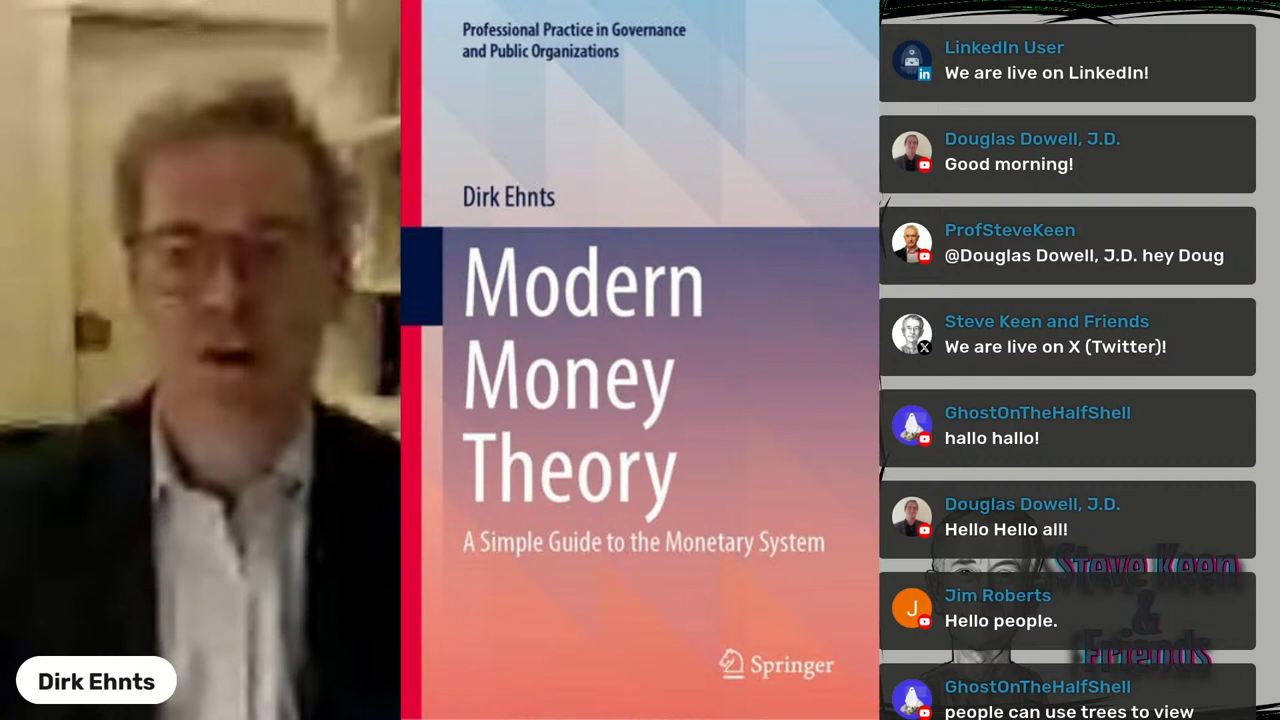 Dirk Ehnts
Professional Practice in Governance
and Public Organizations
Dirk Ehnts
Modern
Money
Theory
A Simple Guide to the Monetary System
Springer
LinkedIn User
We are live on LinkedIn!
Douglas Dowell, J.D.
Good morning!
ProfSteveKeen
@Douglas Dowell, J.D. hey Doug
Steve Keen and Friends
We are live on X (Twitter)!
GhostOnTheHalfShell
hallo hallo!
Douglas Dowell, J.D.
Hello Hello all!
J
Jim Roberts
Hello people.
GhostOnTheHalfShell
people can use trees to view
Steve Keen
&
Friends